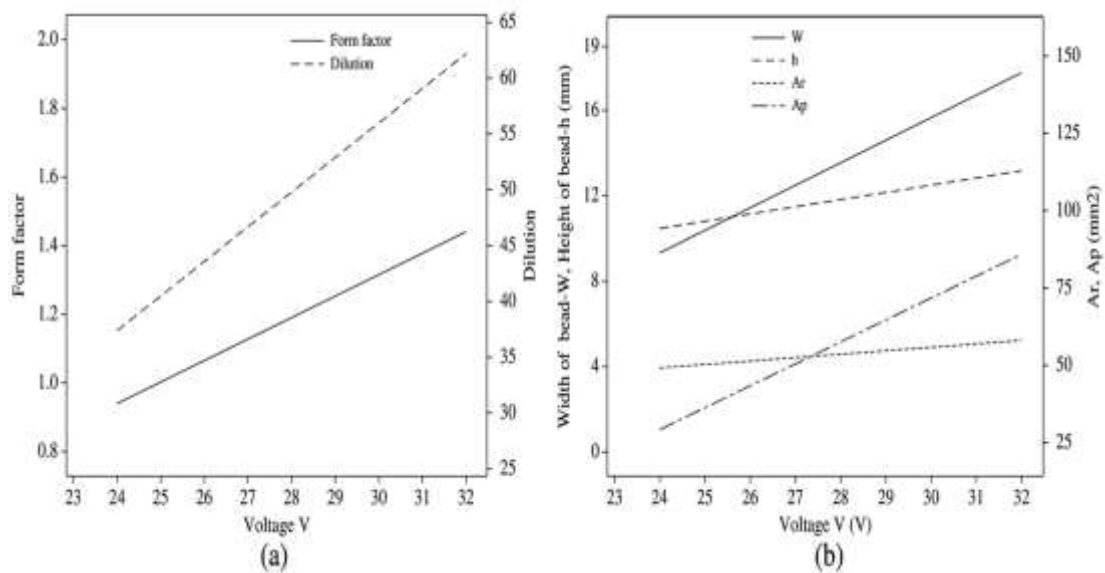 2.0
1.8
1.6
1.4
1.2
1.0
0.8
Form factor
65
60
55
50
45
40
35
30
25
Dilution
Form factor
Dilution
23 24 25 26 27 28 29 30 31 32
Voltage V
(a)
19
16
12
8
4
0
Width of bead-W, Height of bead-h (mm)
150
125
100
75
50
25
Ar, Ap (mm2)
W
h
Ar
Ap
23 24 25 26 27 28 29 30 31 32
Voltage V (V)
(b)